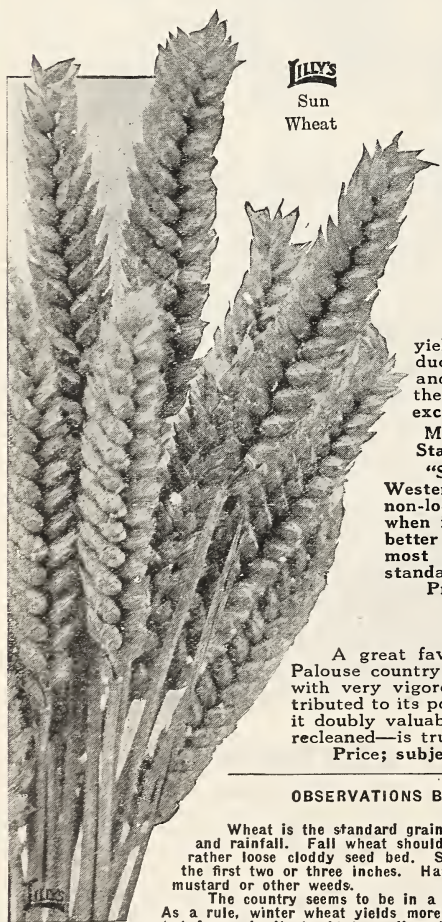 LILLY'S
Sun
Wheat
yiel
duc
and
the
exc
M
Sta
“S
Wester
non-lo
when
better
most
standa
Pr
A great fav
Palouse country
with very vigoro
tributed to its po
it doubly valuab
recleaned—is tru
Price; subje
OBSERVATIONS B
Wheat is the standard grain
and rainfall. Fall wheat should
rather loose cloddy seed bed. S
the first two or three inches. Ha
mustard or other weeds.
The country seems to be in a
As a rule, winter wheat yields more
LILLY'S